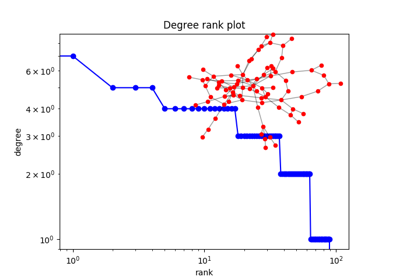 Degree rank plot
degree
6 × 10⁰
4 × 10⁰
3 × 10⁰
2 × 10⁰
10⁰
10⁰ 10¹ 10²
rank